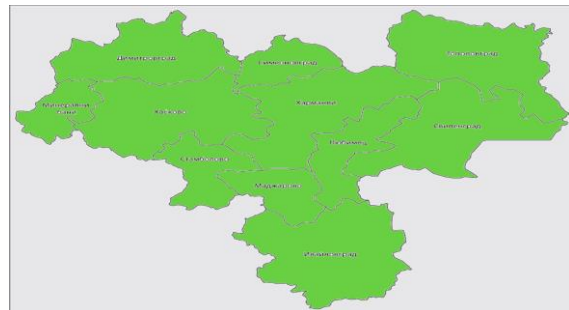 Димитровград
Симеоновград
Тополовград
Минерални
бани
Хасково
Харманли
Свиленград
Любимец
Стамболово
Маджарово
Ивайловград